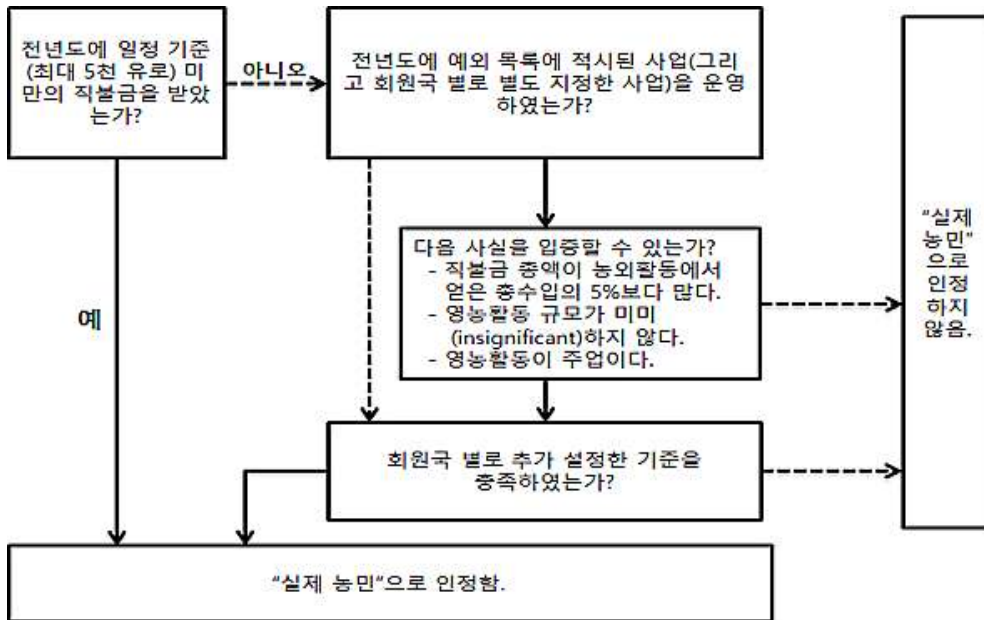 전년도에 일정 기준
(최대 5천 유로) 미
만의 직불금을 받았
는가?
아니오
전년도에 예외 목록에 적시된 사업(그리
고 회원국 별로 별도 지정한 사업)을 운영
하였는가?
다음 사실을 입증할 수 있는가?
- 직불금 총액이 농외활동에서
얻은 총수입의 5%보다 많다.
- 영농활동 규모가 미미
(insignificant)하지 않다.
- 영농활동이 주업이다.
예
회원국 별로 추가 설정한 기준을
충족하였는가?
“실제
농민”
으로
인정
하지
않음.
“실제 농민”으로 인정함.